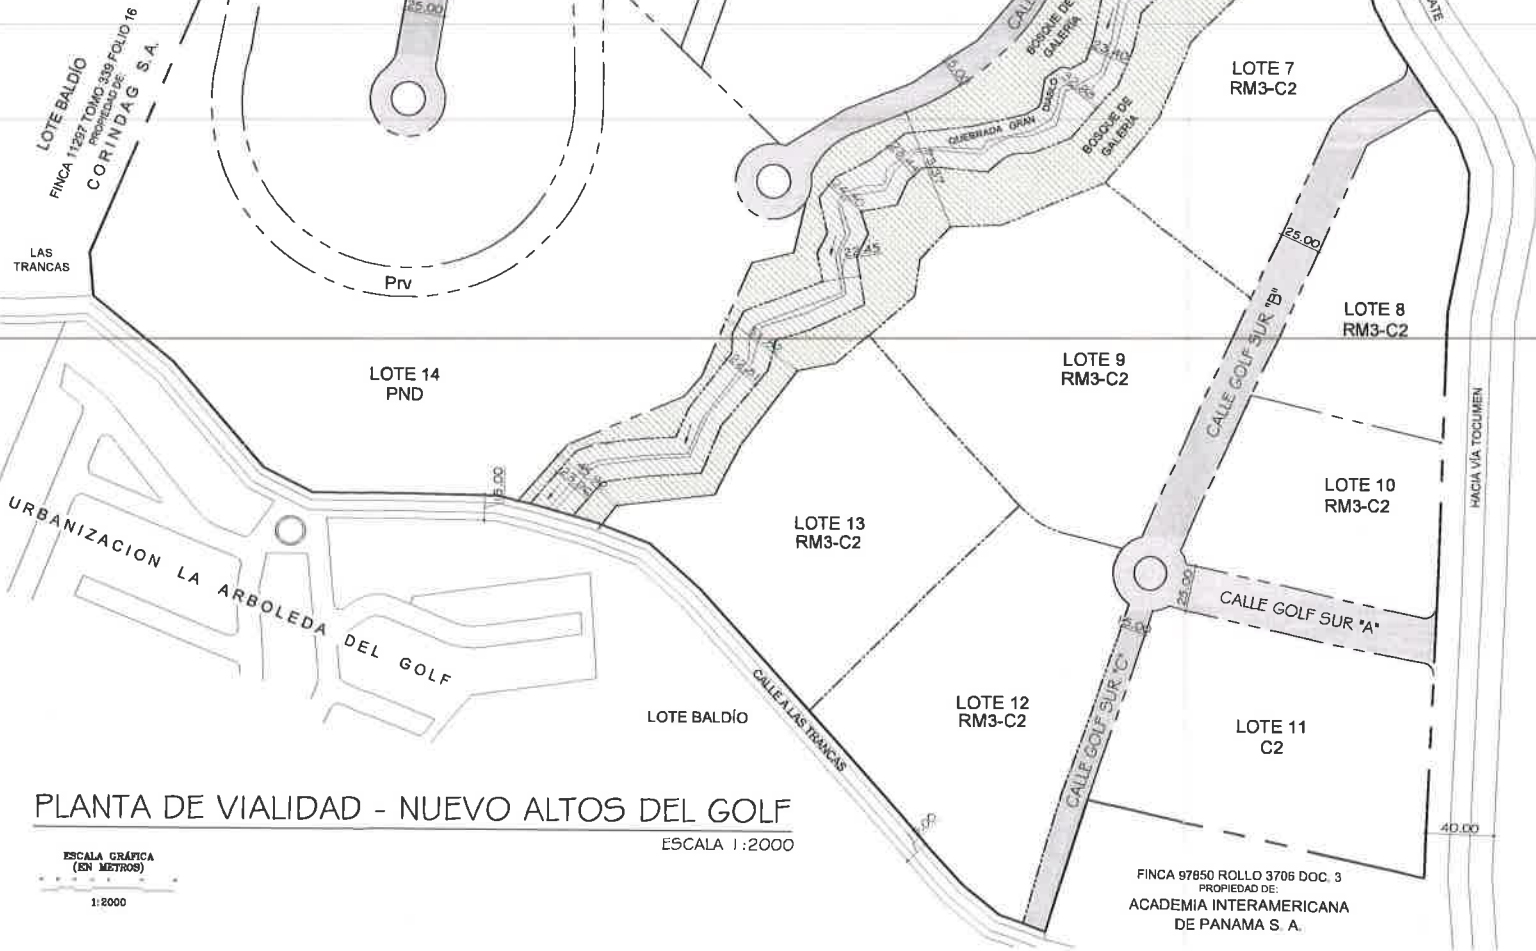 25.00
LOTE BALDÍO
FINCA 11297 TOMO 339 FOLIO 16
PROPIEDAD DE:
CORINDAG S.A.
LAS
TRANCAS
Prv
LOTE 14
PND
BOSQUE DE
GALERÍA
23.40
QUEBRADA GRAN DIABLO
BOSQUE DE
GALERÍA
22.45
LOTE 7
RM3-C2
25.00
CALLE GOLF SUR "B"
LOTE 8
RM3-C2
LOTE 9
RM3-C2
HACIA VÍA TOCUMEN
LOTE 10
RM3-C2
LOTE 13
RM3-C2
15.00
25.00
CALLE GOLF SUR "A"
15.00
CALLE GOLF SUR "C"
LOTE 12
RM3-C2
LOTE 11
C2
URBANIZACION LA ARBOLEDA DEL GOLF
LOTE BALDÍO
CALLE A LAS TRANCAS
40.00
PLANTA DE VIALIDAD - NUEVO ALTOS DEL GOLF
ESCALA 1:2000
ESCALA GRÁFICA
(EN METROS)
1:2000
FINCA 97850 ROLLO 3706 DOC. 3
PROPIEDAD DE:
ACADEMIA INTERAMERICANA
DE PANAMA S. A.